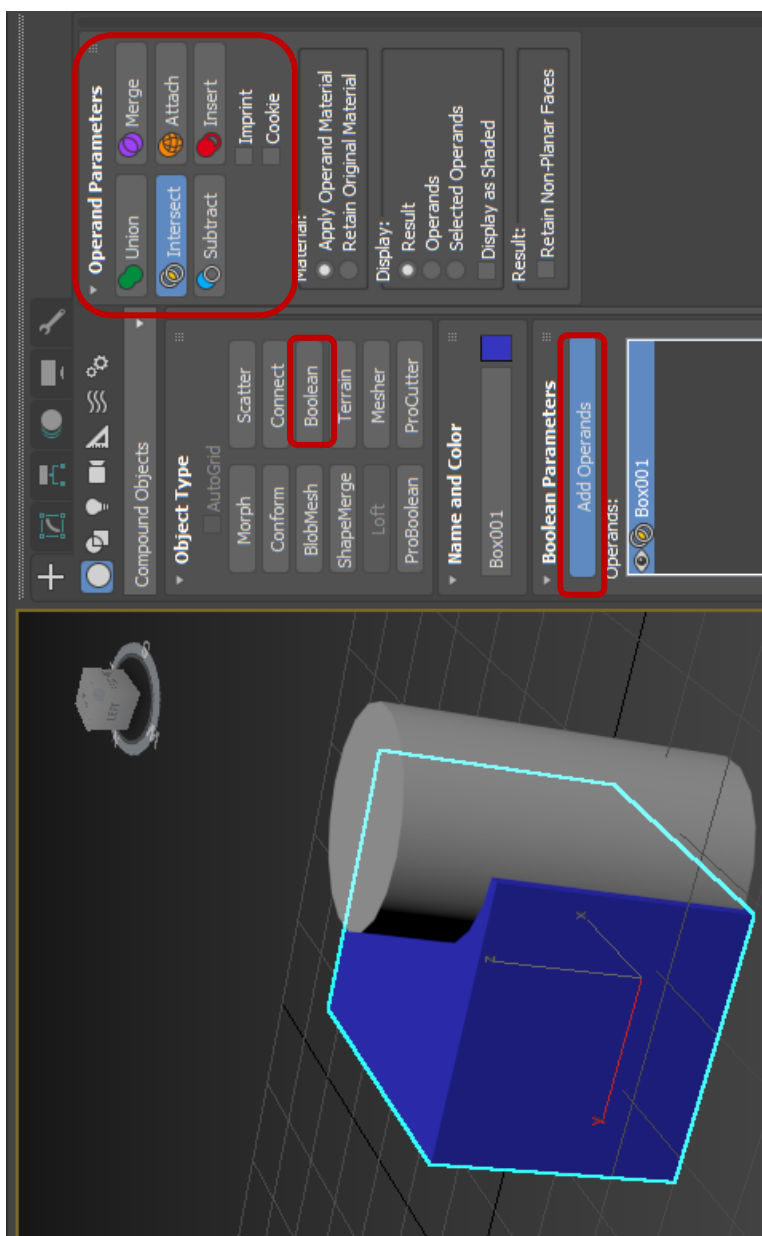 Compound Objects
Object Type
AutoGrid
Morph Scatter
Conform Connect
BlobMesh Boolean
ShapeMerge Terrain
Loft Mesher
ProBoolean ProCutter
Name and Color
Box001
Boolean Parameters
Add Operands
Operands:
Box001
Operand Parameters
Union Merge
Intersect Attach
Subtract Insert
Imprint
Cookie
Material:
Apply Operand Material
Retain Original Material
Display:
Result
Operands
Selected Operands
Display as Shaded
Result:
Retain Non-Planar Faces
LEFT
z
x
y